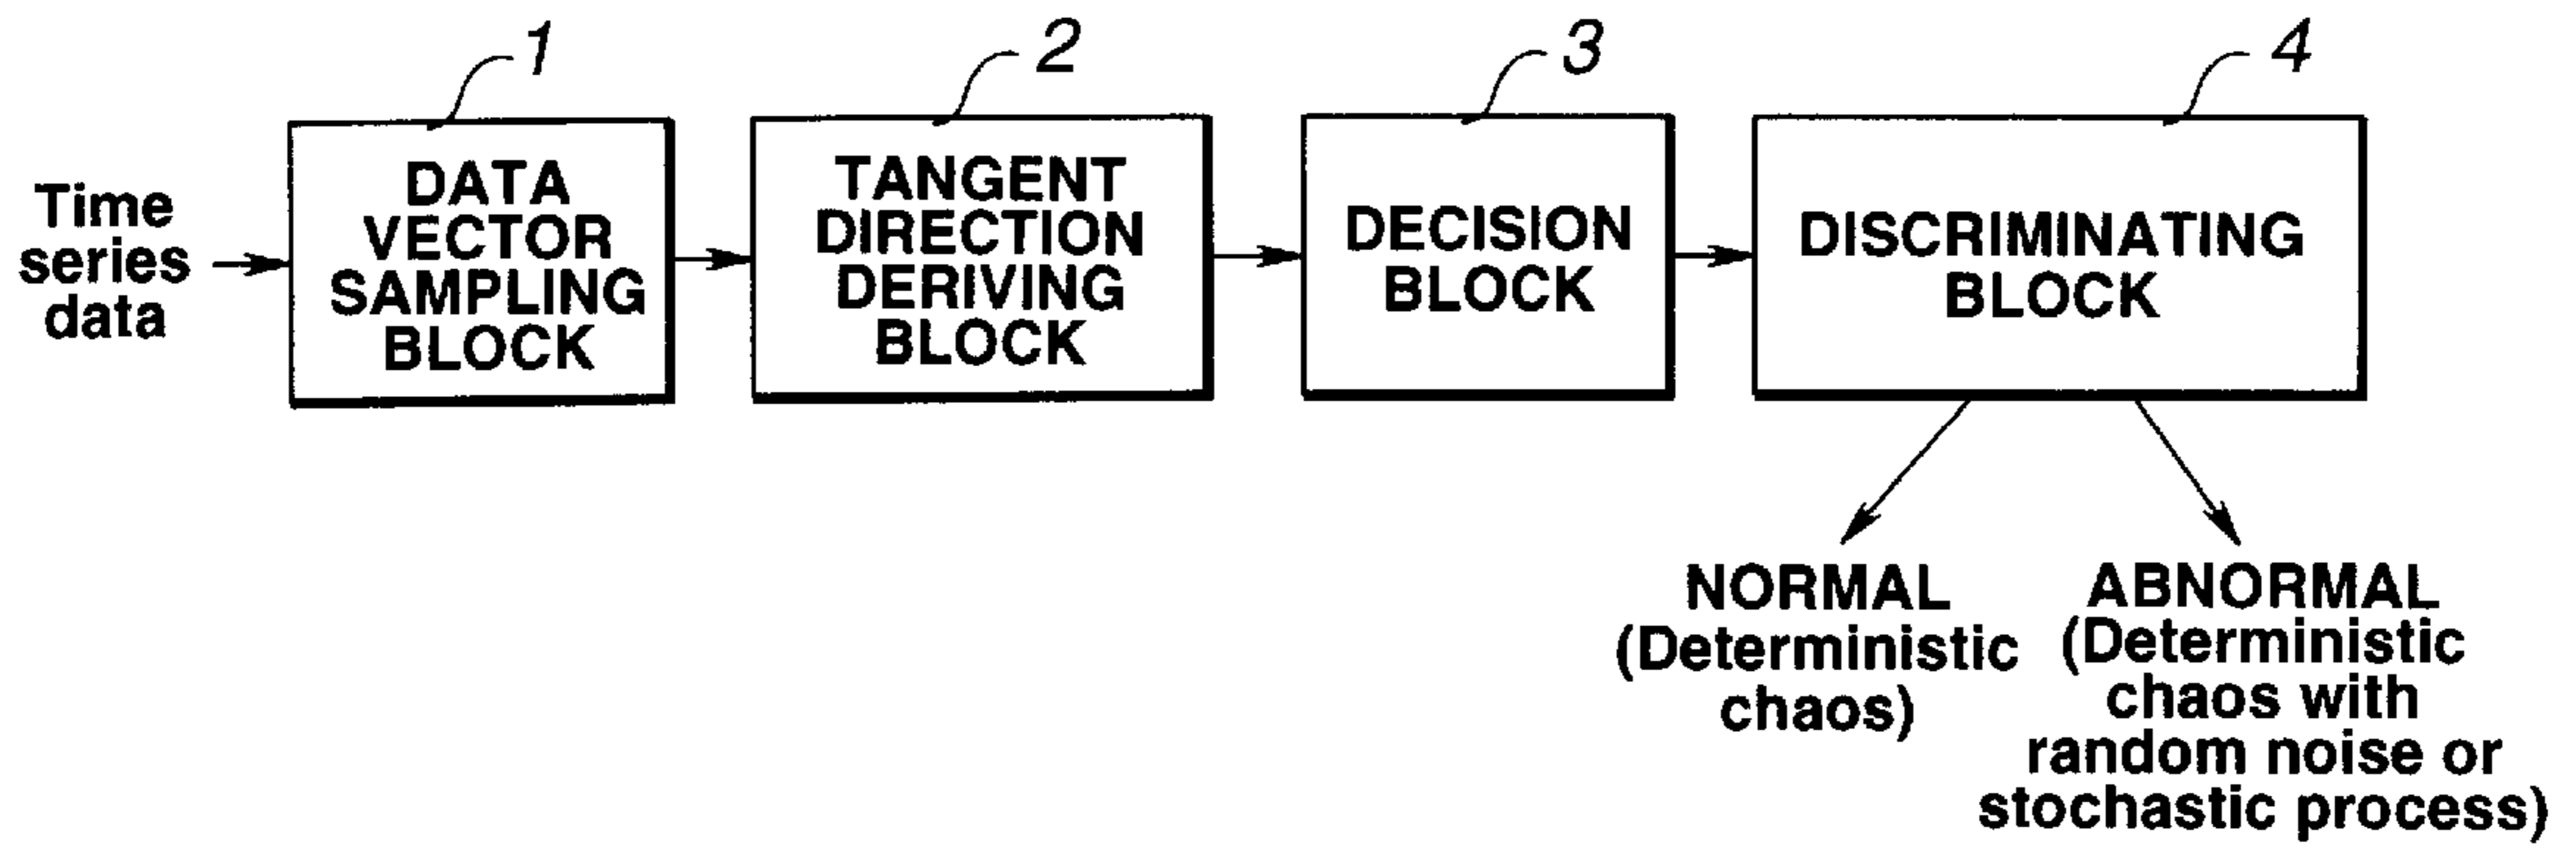 1
2
3
4
Time
series
data
DATA
VECTOR
SAMPLING
BLOCK
TANGENT
DIRECTION
DERIVING
BLOCK
DECISION
BLOCK
DISCRIMINATING
BLOCK
NORMAL
(Deterministic
chaos)
ABNORMAL
(Deterministic
chaos with
random noise or
stochastic process)